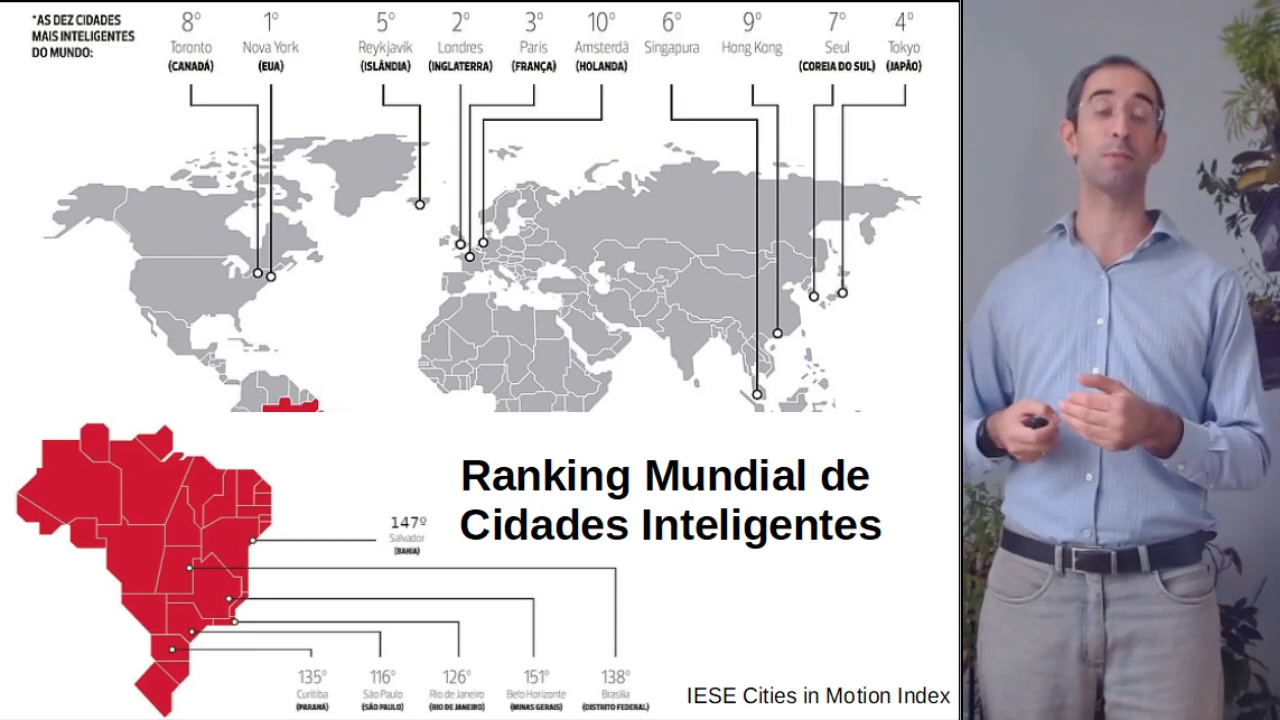 *AS DEZ CIDADES
MAIS INTELIGENTES
DO MUNDO:
8º
Toronto
(CANADÁ)
1º
Nova York
(EUA)
5º
Reykjavik
(ISLÂNDIA)
2º
Londres
(INGLATERRA)
3º
Paris
(FRANÇA)
10º
Amsterdã
(HOLANDA)
6º
Singapura
9º
Hong Kong
7º
Seul
(COREIA DO SUL)
4º
Tokyo
(JAPÃO)
Ranking Mundial de
Cidades Inteligentes
147º
Salvador
(BAHIA)
135º
Curitiba
(PARANÁ)
116º
São Paulo
(SÃO PAULO)
126º
Rio de Janeiro
(RIO DE JANEIRO)
151º
Belo Horizonte
(MINAS GERAIS)
138º
Brasília
(DISTRITO FEDERAL)
IESE Cities in Motion Index